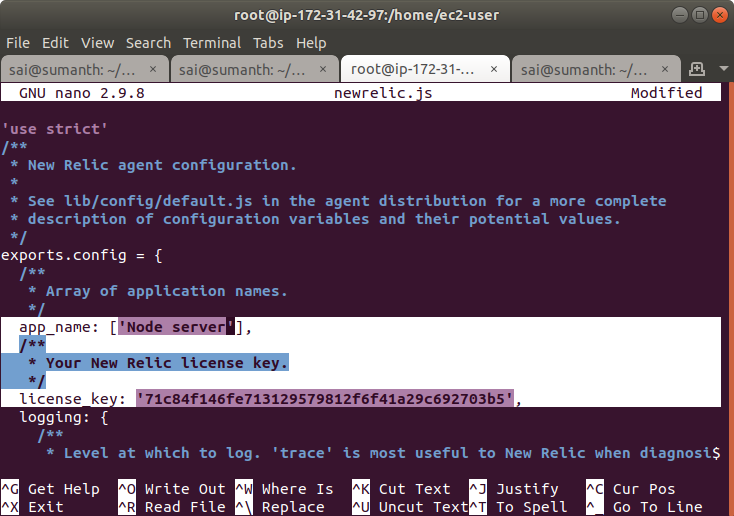 root@ip-172-31-42-97:/home/ec2-user
File Edit View Search Terminal Tabs Help
sai@sumanth: ~/... × sai@sumanth: ~/... × root@ip-172-31-... × sai@sumanth: ~/... ×
GNU nano 2.9.8 newrelic.js Modified
'use strict'
/**
 * New Relic agent configuration.
 *
 * See lib/config/default.js in the agent distribution for a more complete
 * description of configuration variables and their potential values.
 */
exports.config = {
  /**
   * Array of application names.
   */
  app_name: ['Node server'],
  /**
   * Your New Relic license key.
   */
  license_key: '71c84f146fe713129579812f6f41a29c692703b5',
  logging: {
    /**
     * Level at which to log. 'trace' is most useful to New Relic when diagnosi$
^G Get Help ^O Write Out ^W Where Is ^K Cut Text ^J Justify ^C Cur Pos
^X Exit ^R Read File ^\ Replace ^U Uncut Text ^T To Spell ^_ Go To Line